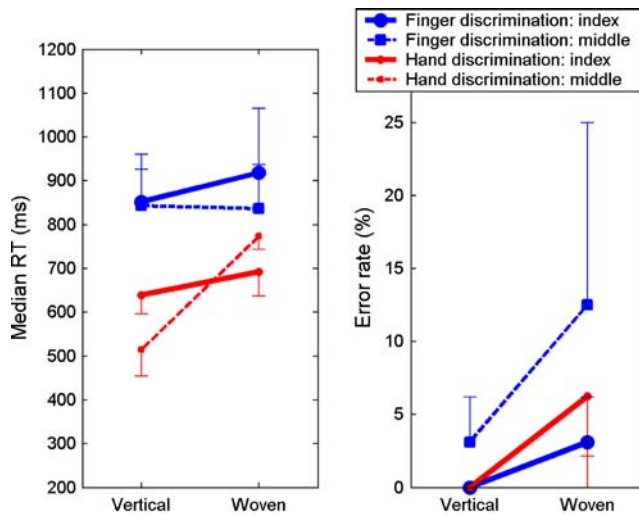 Finger discrimination: index
Finger discrimination: middle
Hand discrimination: index
Hand discrimination: middle
1200
1100
1000
900
800
700
600
500
400
300
200
Median RT (ms)
Vertical Woven
25
20
15
10
5
0
Error rate (%)
Vertical Woven